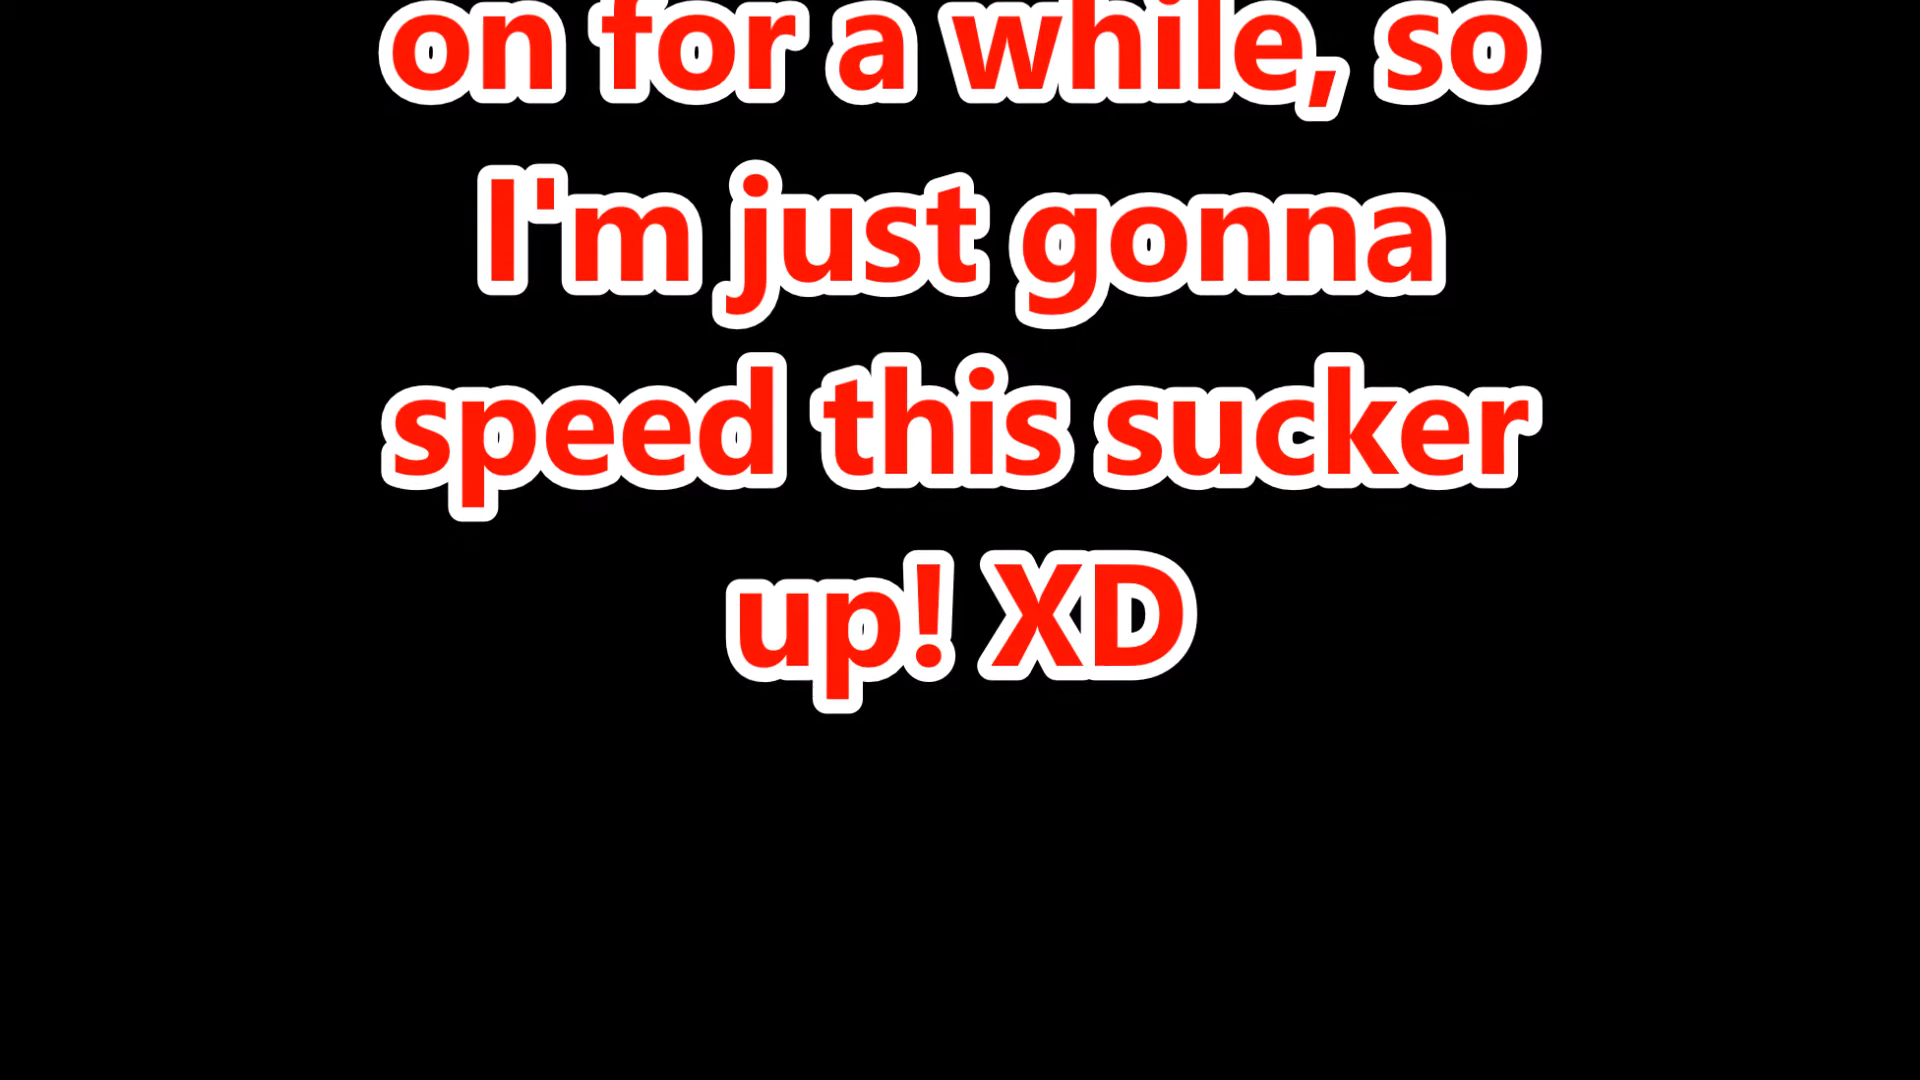 on for a while, so
I'm just gonna
speed this sucker
up! XD